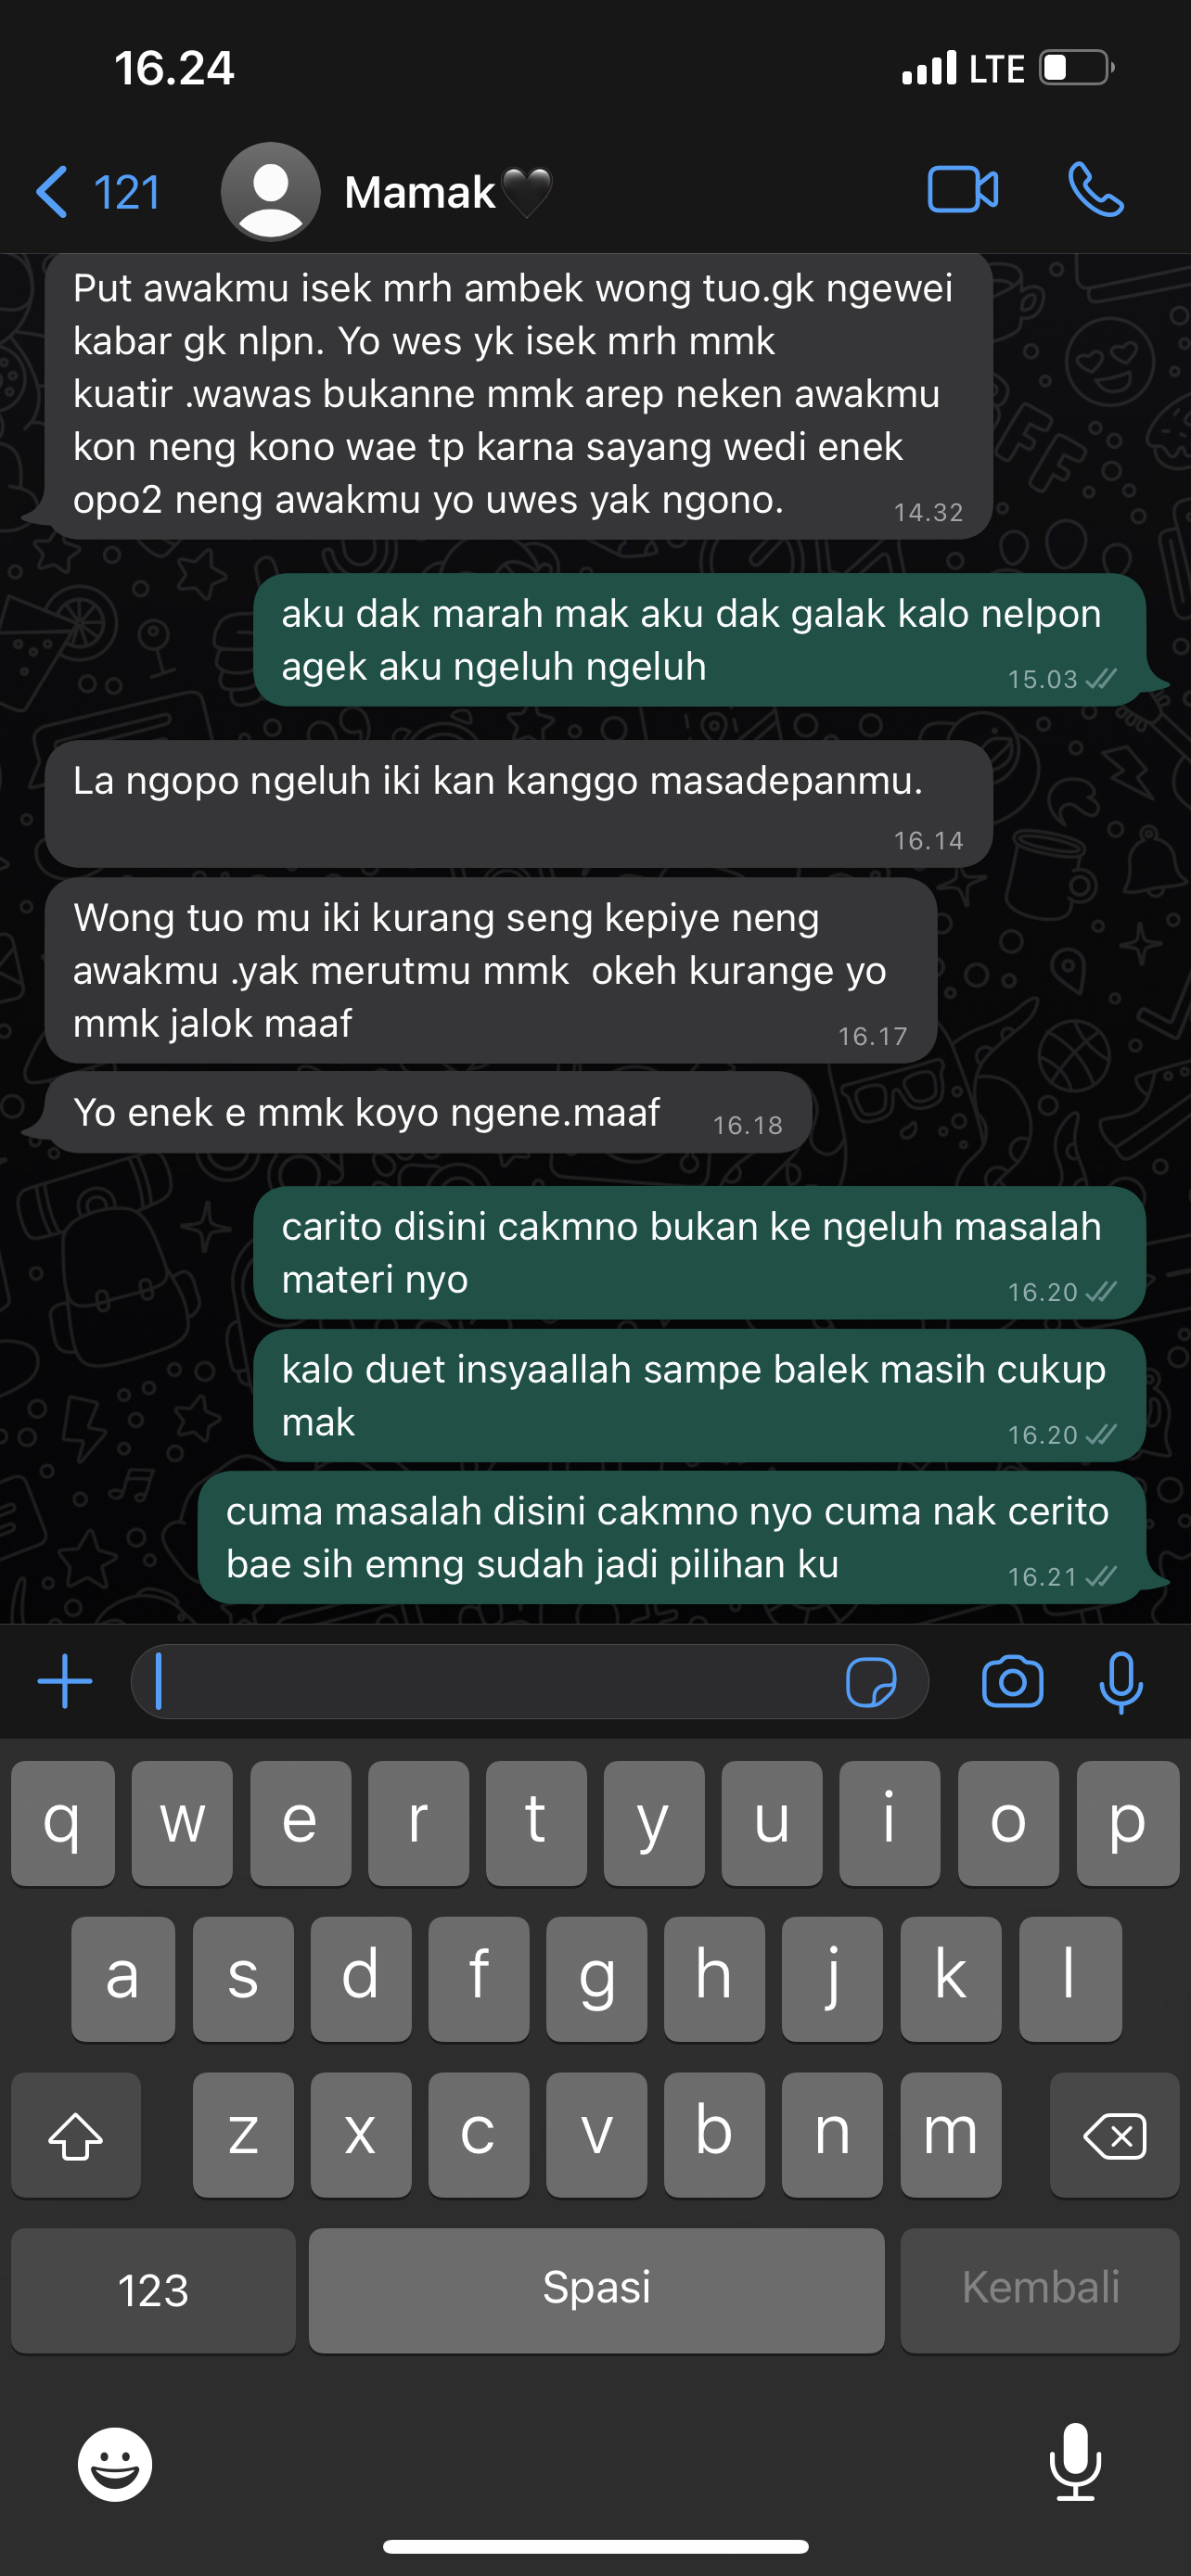 16.24
LTE
121
Mamak🖤
Put awakmu isek mrh ambek wong tuo.gk ngewei
kabar gk nlpn. Yo wes yk isek mrh mmk
kuatir .wawas bukanne mmk arep neken awakmu
kon neng kono wae tp karna sayang wedi enek
opo2 neng awakmu yo uwes yak ngono.
14.32
aku dak marah mak aku dak galak kalo nelpon
agek aku ngeluh ngeluh
15.03
La ngopo ngeluh iki kan kanggo masadepanmu.
16.14
Wong tuo mu iki kurang seng kepiye neng
awakmu .yak merutmu mmk  okeh kurange yo
mmk jalok maaf
16.17
Yo enek e mmk koyo ngene.maaf
16.18
carito disini cakmno bukan ke ngeluh masalah
materi nyo
16.20
kalo duet insyaallah sampe balek masih cukup
mak
16.20
cuma masalah disini cakmno nyo cuma nak cerito
bae sih emng sudah jadi pilihan ku
16.21
q w e r t y u i o p
a s d f g h j k l
z x c v b n m
123 Spasi Kembali